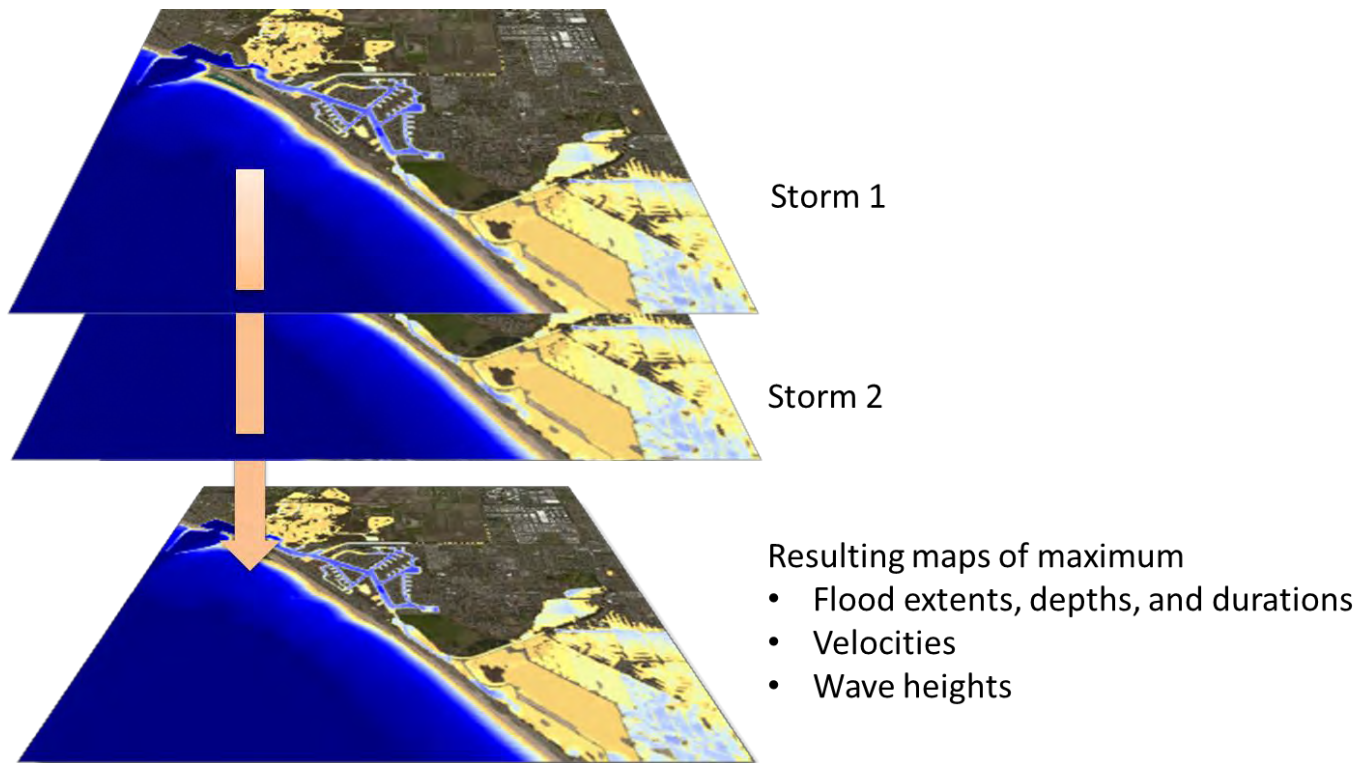 Storm 1
Storm 2
Resulting maps of maximum
• Flood extents, depths, and durations
• Velocities
• Wave heights